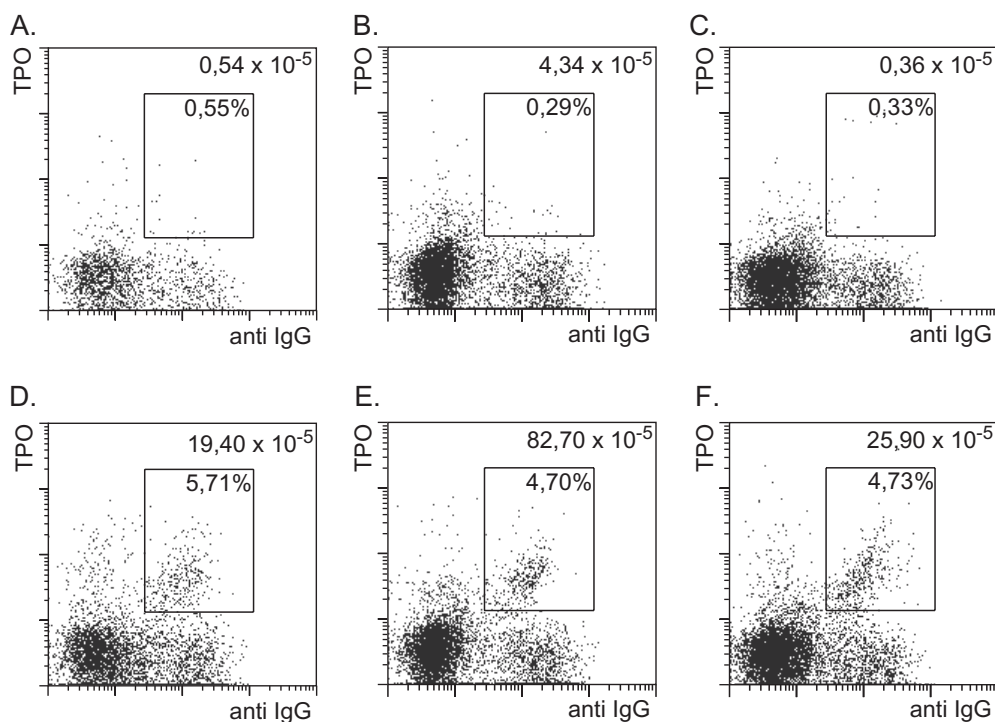 A.
TPO
0,54 x 10⁻⁵
0,55%
anti IgG
B.
TPO
4,34 x 10⁻⁵
0,29%
anti IgG
C.
TPO
0,36 x 10⁻⁵
0,33%
anti IgG
D.
TPO
19,40 x 10⁻⁵
5,71%
anti IgG
E.
TPO
82,70 x 10⁻⁵
4,70%
anti IgG
F.
TPO
25,90 x 10⁻⁵
4,73%
anti IgG